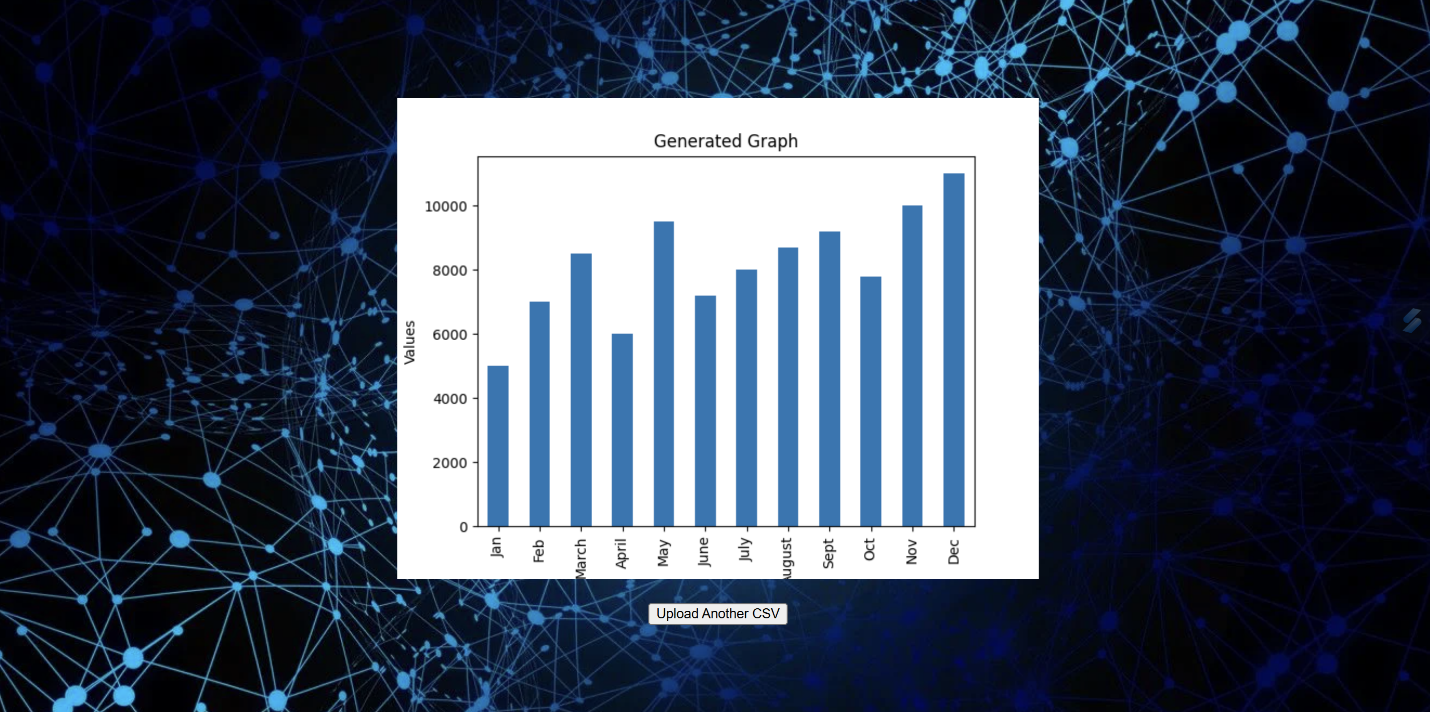 Generated Graph
Values
10000
8000
6000
4000
2000
0
Jan
Feb
March
April
May
June
July
August
Sept
Oct
Nov
Dec
Upload Another CSV